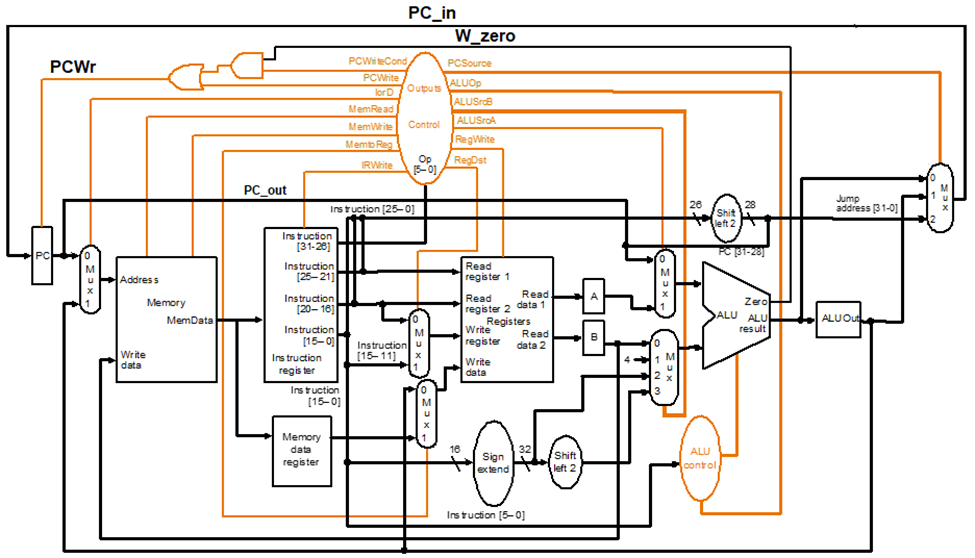 PC_in
W_zero
PCWr
PCWriteCond
PCWrite
IorD
MemRead
MemWrite
MemtoReg
IRWrite
Outputs
Control
Op
[5–0]
PCSource
ALUOp
ALUSrcB
ALUSrcA
RegWrite
RegDst
PC_out
Instruction [25–0]
26
Shift
left 2
28
Jump
address [31-0]
PC [31-28]
0
1
2
Mux
PC
0
Mux
1
Address
Memory
MemData
Write
data
Instruction
[31-26]
Instruction
[25–21]
Instruction
[20–16]
Instruction
[15–0]
Instruction
register
Instruction
[15–0]
Instruction
[15–11]
0
Mux
1
0
Mux
1
Memory
data
register
Read
register 1
Read
register 2
Registers
Write
register
Write
data
Read
data 1
Read
data 2
A
B
0
Mux
1
4
0
1
2
3
Mux
Zero
ALU
ALU
result
ALUOut
16
Sign
extend
32
Shift
left 2
ALU
control
Instruction [5–0]